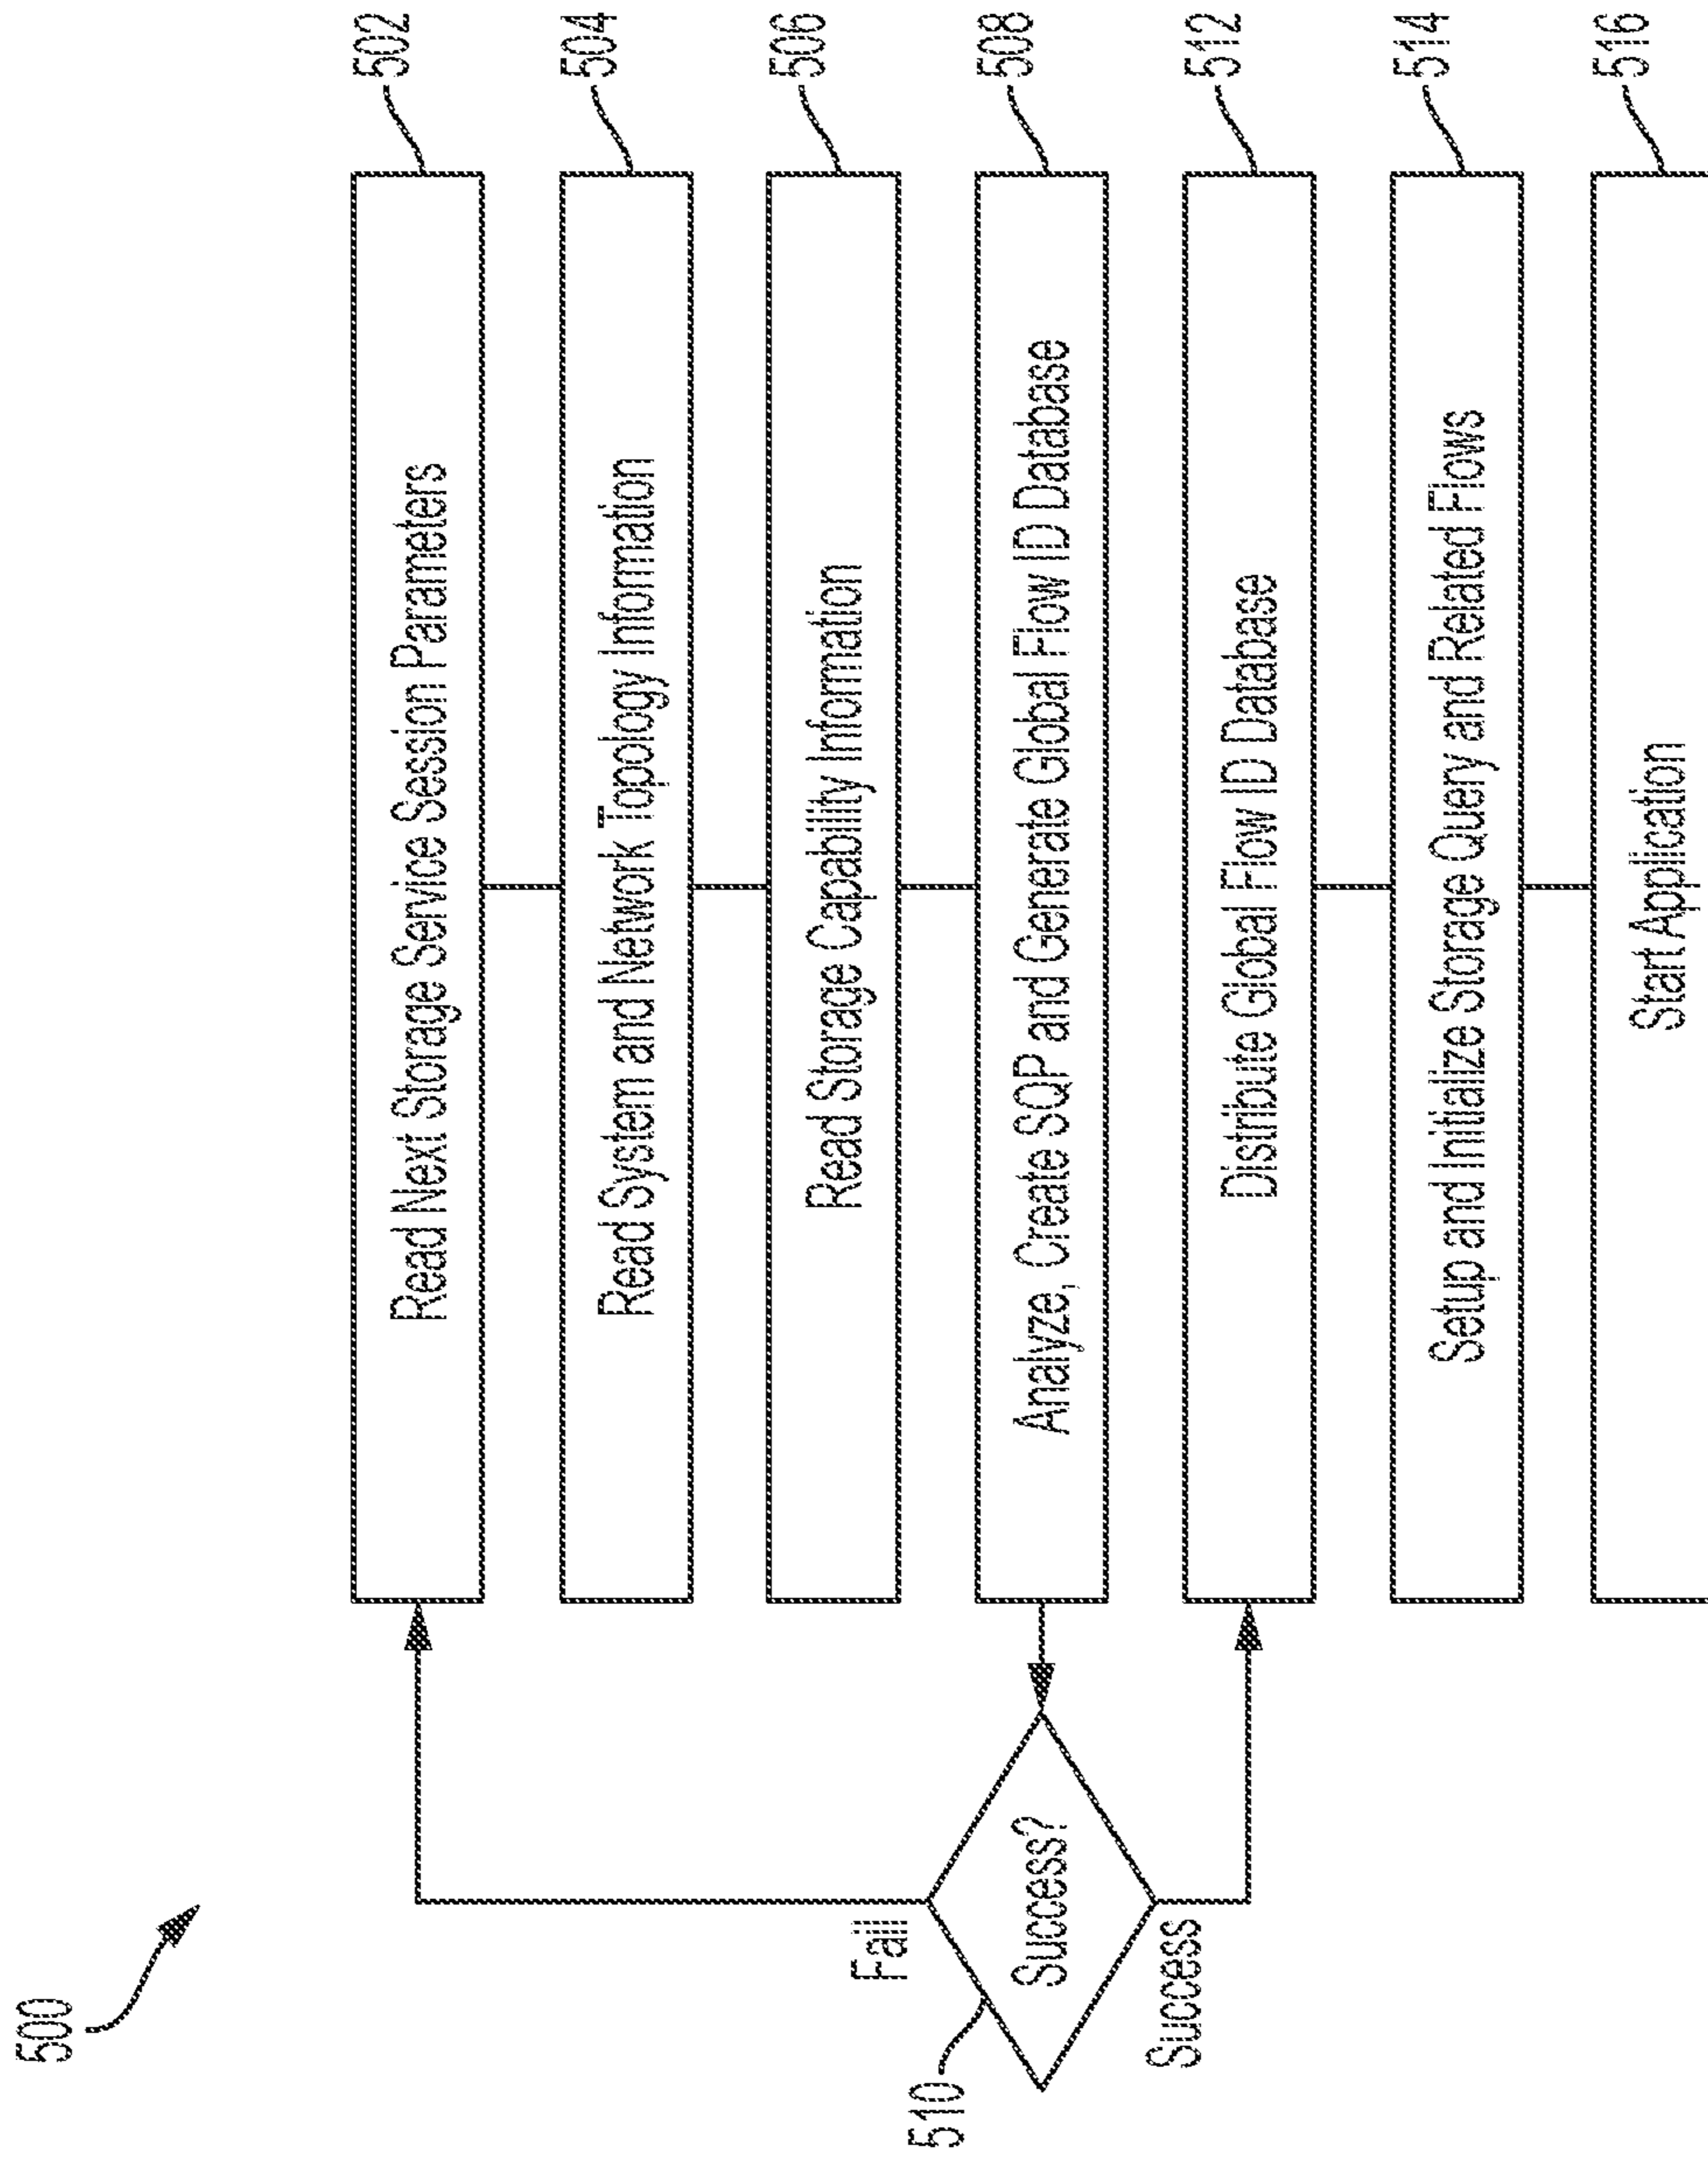 500
Read Next Storage Service Session Parameters
502
Read System and Network Topology Information
504
Read Storage Capability Information
506
Analyze, Create SQP and Generate Global Flow ID Database
508
510
Success?
Fail
Success
Distribute Global Flow ID Database
512
Setup and Initialize Storage Query and Related Flows
514
Start Application
516